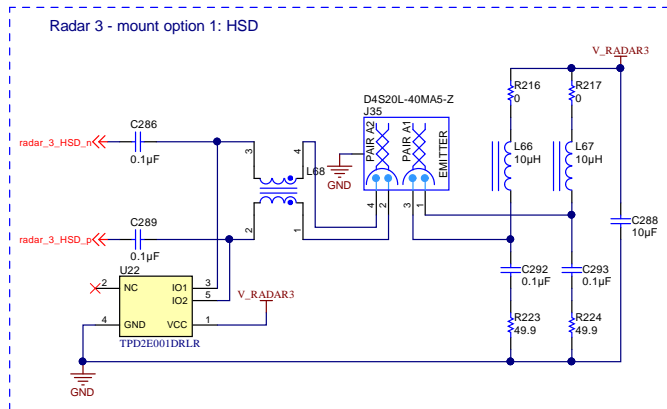 Radar 3 - mount option 1: HSD
V_RADAR3
D4S20L-40MA5-Z
J35
R216
0
R217
0
C286
radar_3_HSD_n
0.1µF
3
4
L68
GND
PAIR A2
PAIR A1
EMITTER
L66
10µH
L67
10µH
4
2
3
1
C288
10µF
C289
radar_3_HSD_p
0.1µF
2
1
C292
0.1µF
C293
0.1µF
U22
2
NC
IO1
3
IO2
5
4
GND
VCC
1
V_RADAR3
TPD2E001DRLR
R223
49.9
R224
49.9
GND